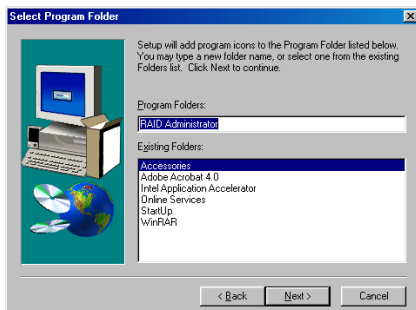 Select Program Folder
Setup will add program icons to the Program Folder listed below.
You may type a new folder name, or select one from the existing
Folders list. Click Next to continue.
Program Folders:
RAID Administrator
Existing Folders:
Accessories
Adobe Acrobat 4.0
Intel Application Accelerator
Online Services
StartUp
WinRAR
< Back
Next >
Cancel